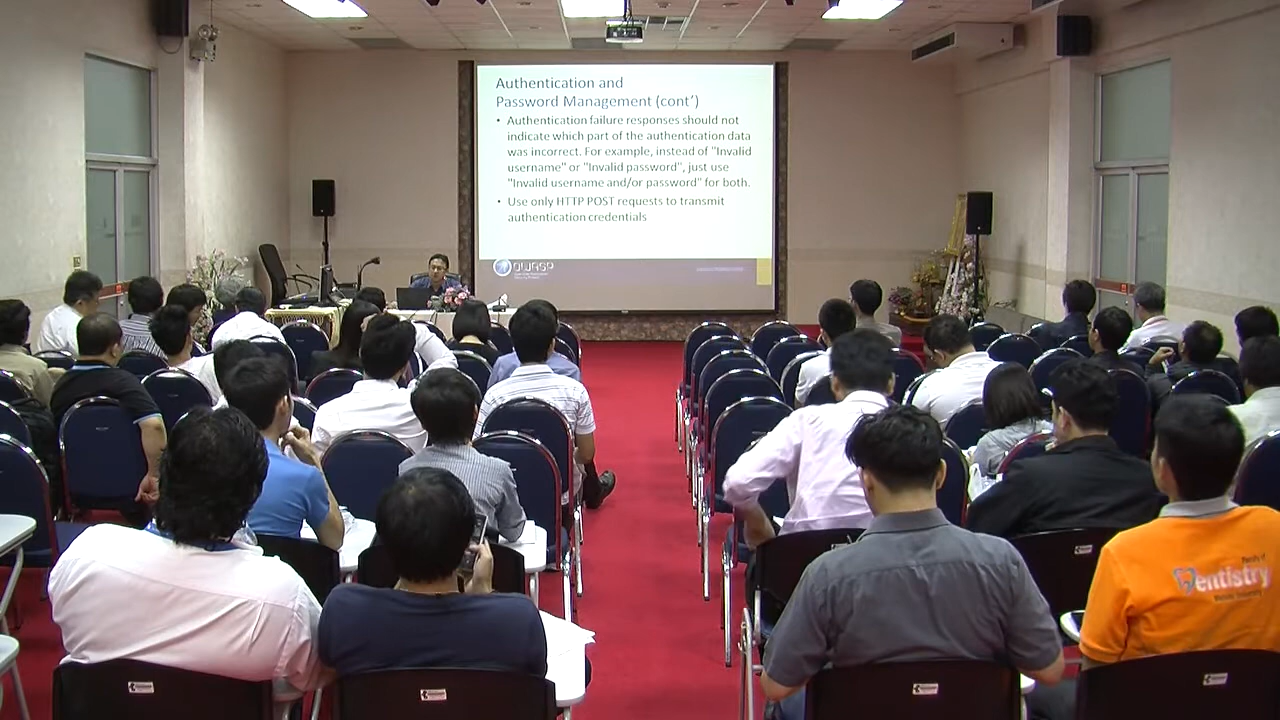 Authentication and
Password Management (cont’)
• Authentication failure responses should not
indicate which part of the authentication data
was incorrect. For example, instead of "Invalid
username" or "Invalid password", just use
"Invalid username and/or password" for both.
• Use only HTTP POST requests to transmit
authentication credentials
OWASP
Faculty of
Dentistry